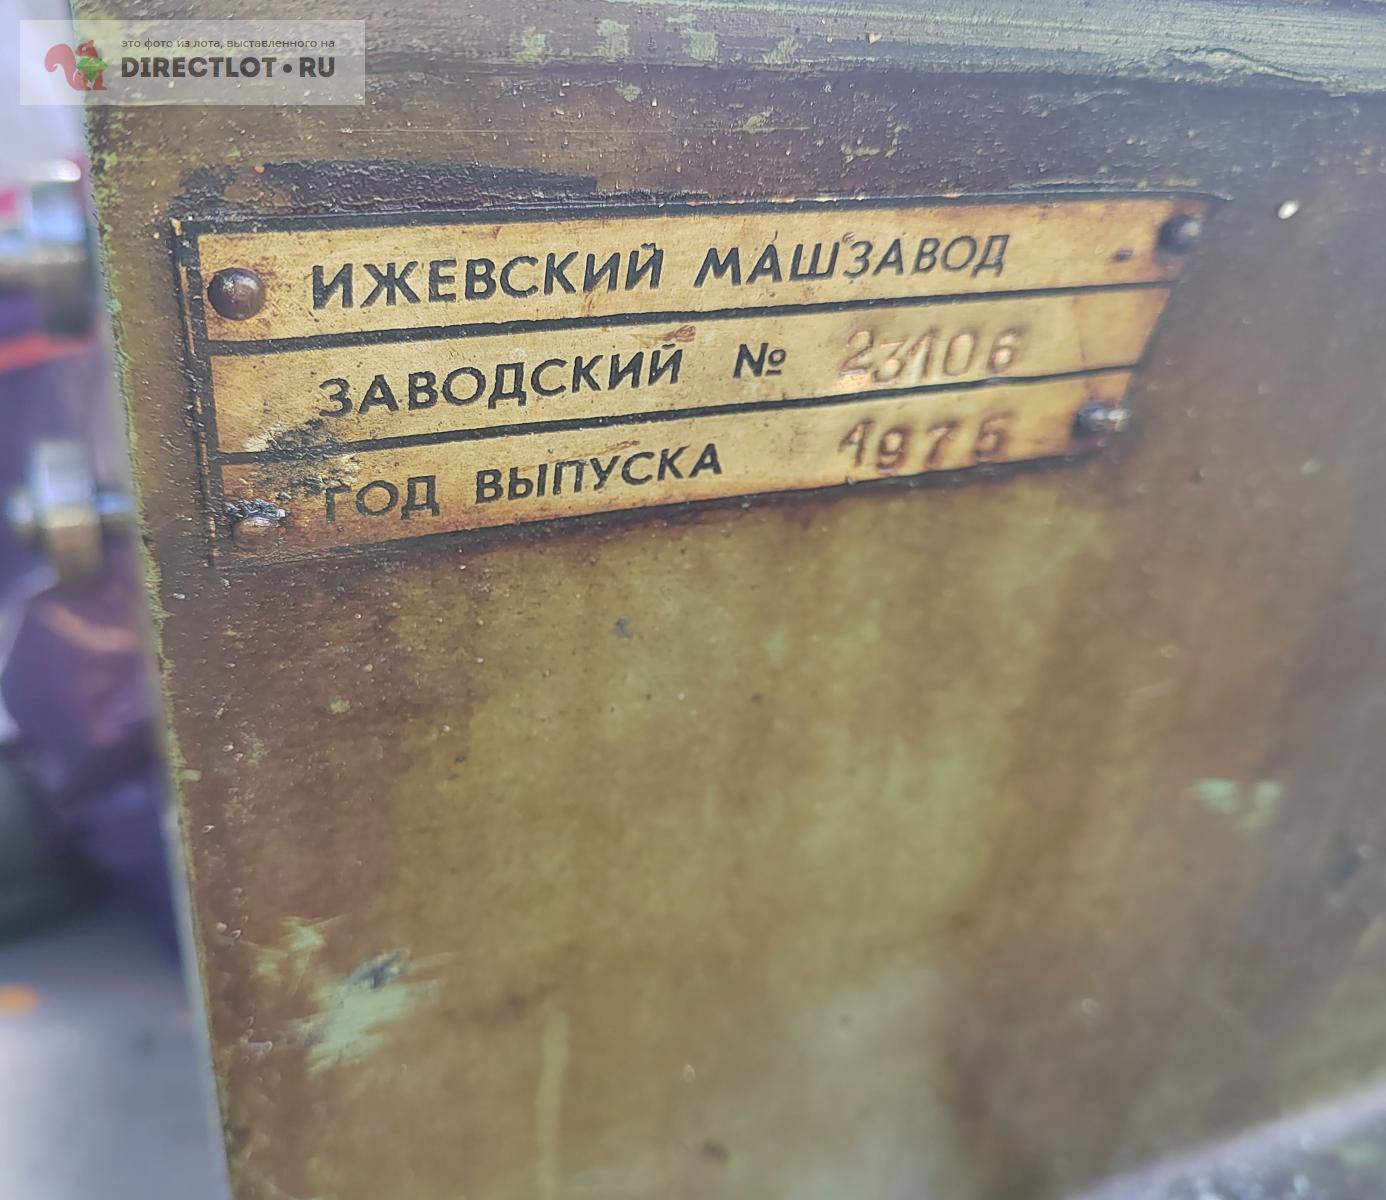 это фото из лота, выставленного на
DIRECTLOT•RU
ИЖЕВСКИЙ МАШЗАВОД
ЗАВОДСКИЙ № 23106
ГОД ВЫПУСКА 1975